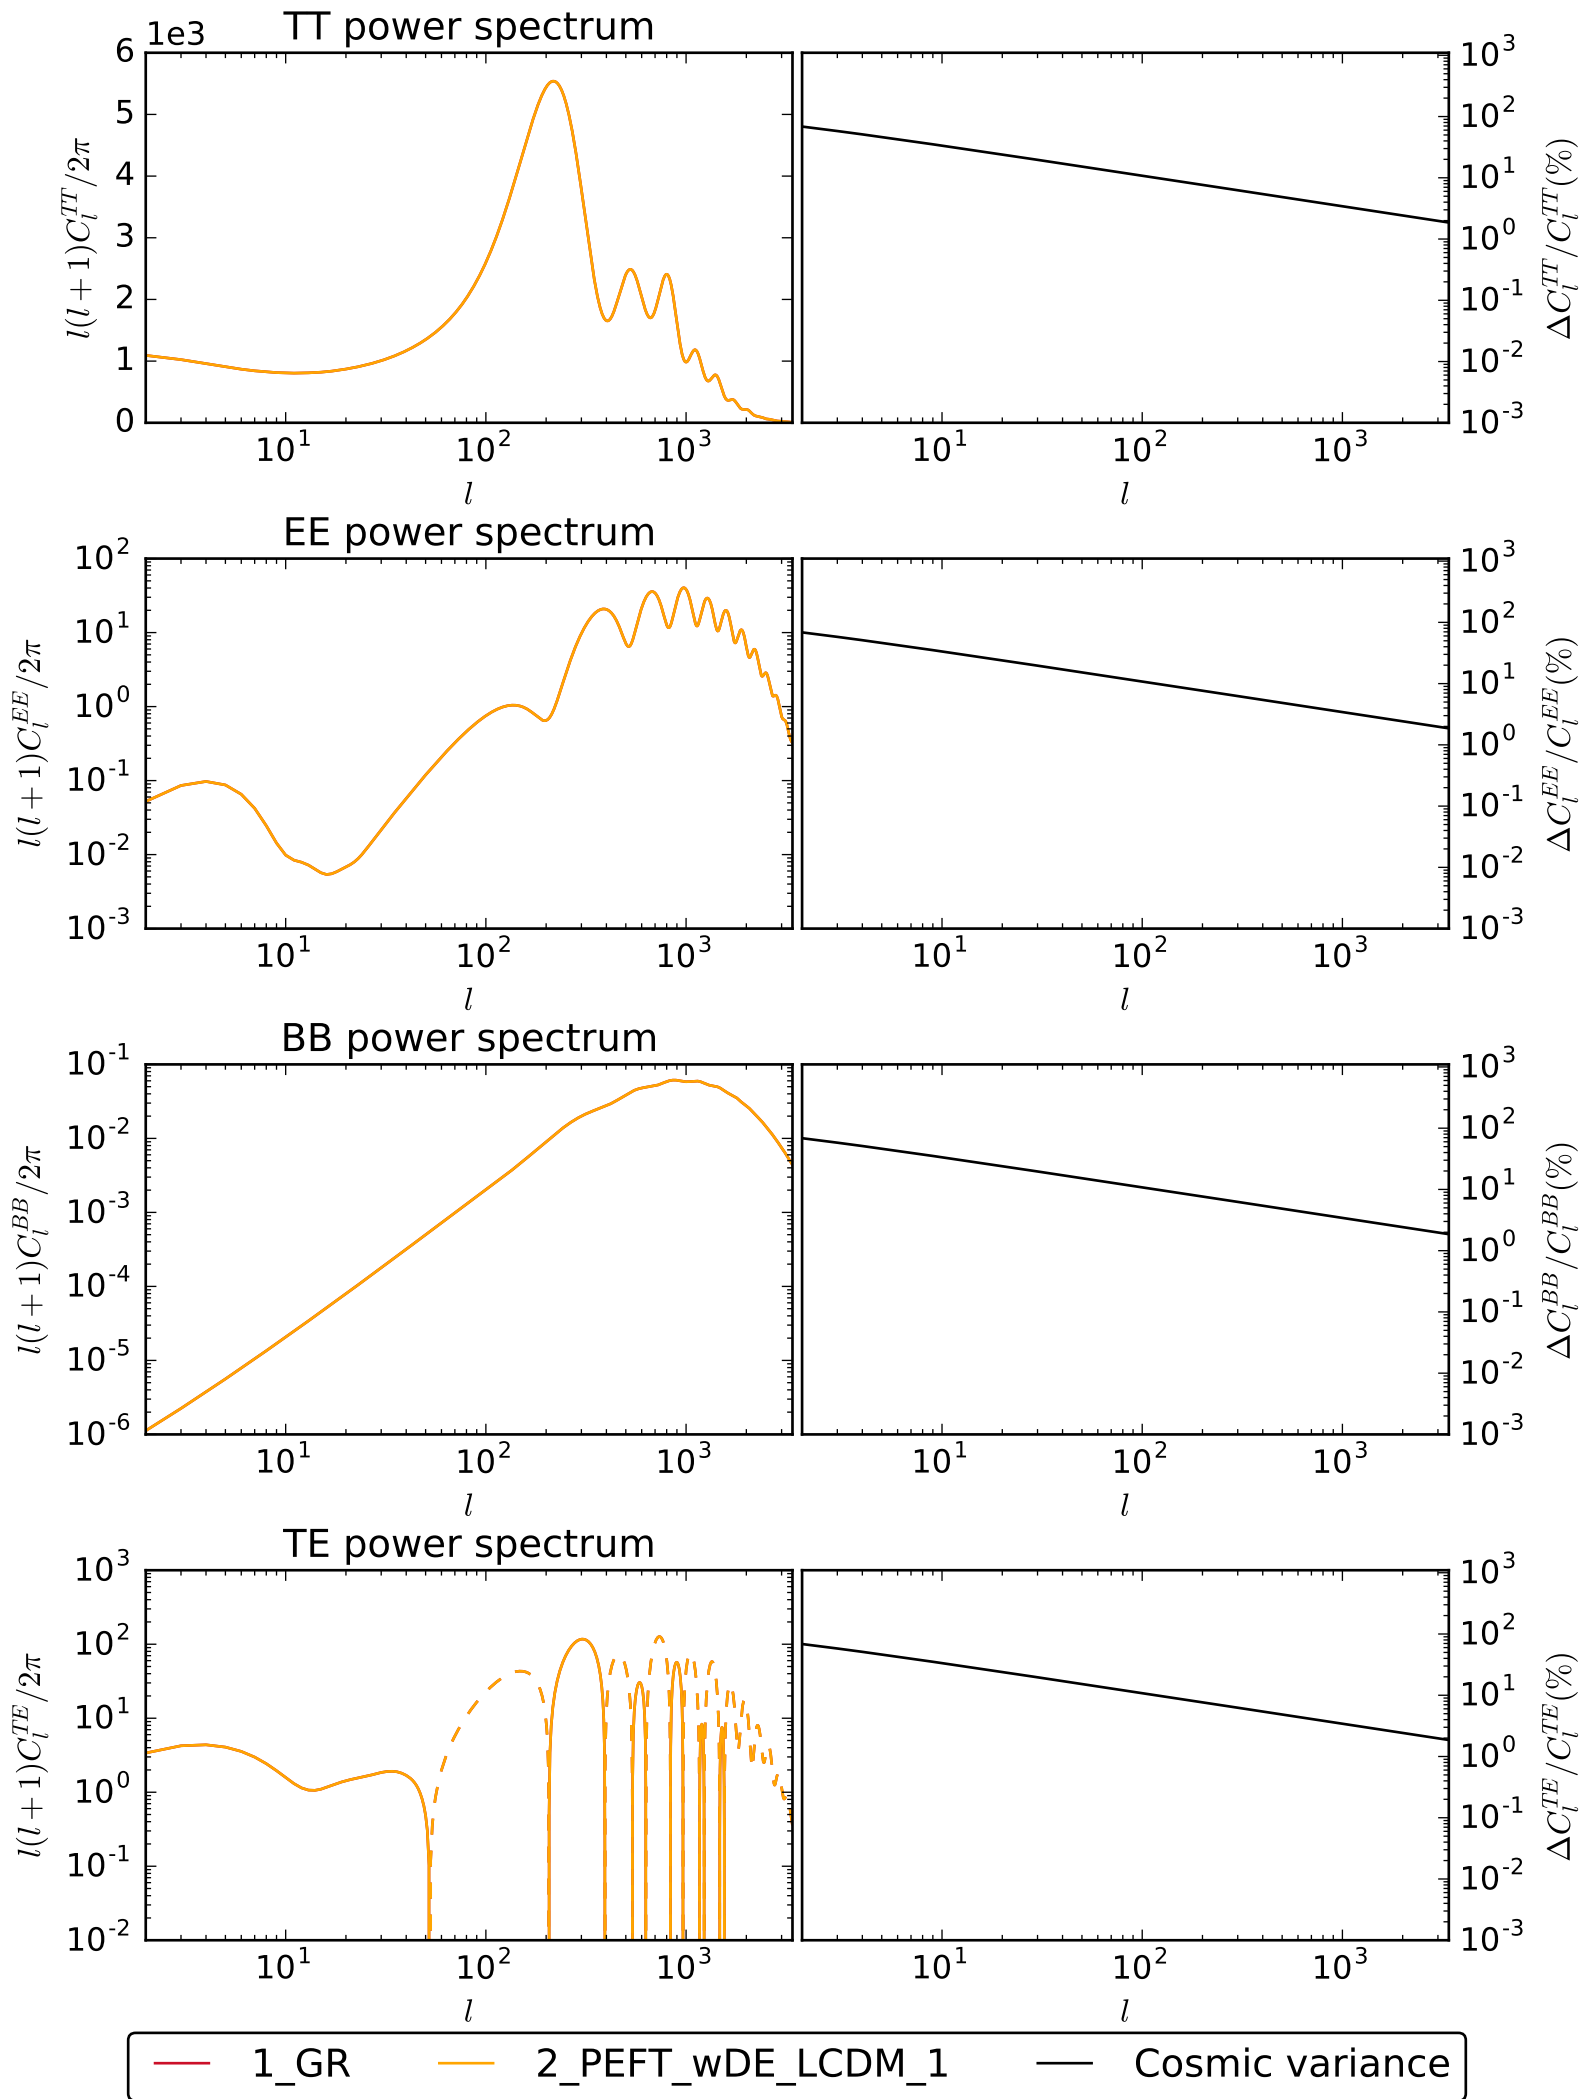 TT power spectrum
1e3
6
5
4
3
2
1
0
l(l + 1)C_l^{TT}/2π
10^1 10^2 10^3
l
10^3
10^2
10^1
10^0
10^-1
10^-2
10^-3
ΔC_l^{TT}/C_l^{TT}(%)
10^1 10^2 10^3
l
EE power spectrum
10^2
10^1
10^0
10^-1
10^-2
10^-3
l(l + 1)C_l^{EE}/2π
10^1 10^2 10^3
l
10^3
10^2
10^1
10^0
10^-1
10^-2
10^-3
ΔC_l^{EE}/C_l^{EE}(%)
10^1 10^2 10^3
l
BB power spectrum
10^-1
10^-2
10^-3
10^-4
10^-5
10^-6
l(l + 1)C_l^{BB}/2π
10^1 10^2 10^3
l
10^3
10^2
10^1
10^0
10^-1
10^-2
10^-3
ΔC_l^{BB}/C_l^{BB}(%)
10^1 10^2 10^3
l
TE power spectrum
10^3
10^2
10^1
10^0
10^-1
10^-2
l(l + 1)C_l^{TE}/2π
10^1 10^2 10^3
l
10^3
10^2
10^1
10^0
10^-1
10^-2
10^-3
ΔC_l^{TE}/C_l^{TE}(%)
10^1 10^2 10^3
l
1_GR 2_PEFT_wDE_LCDM_1 Cosmic variance